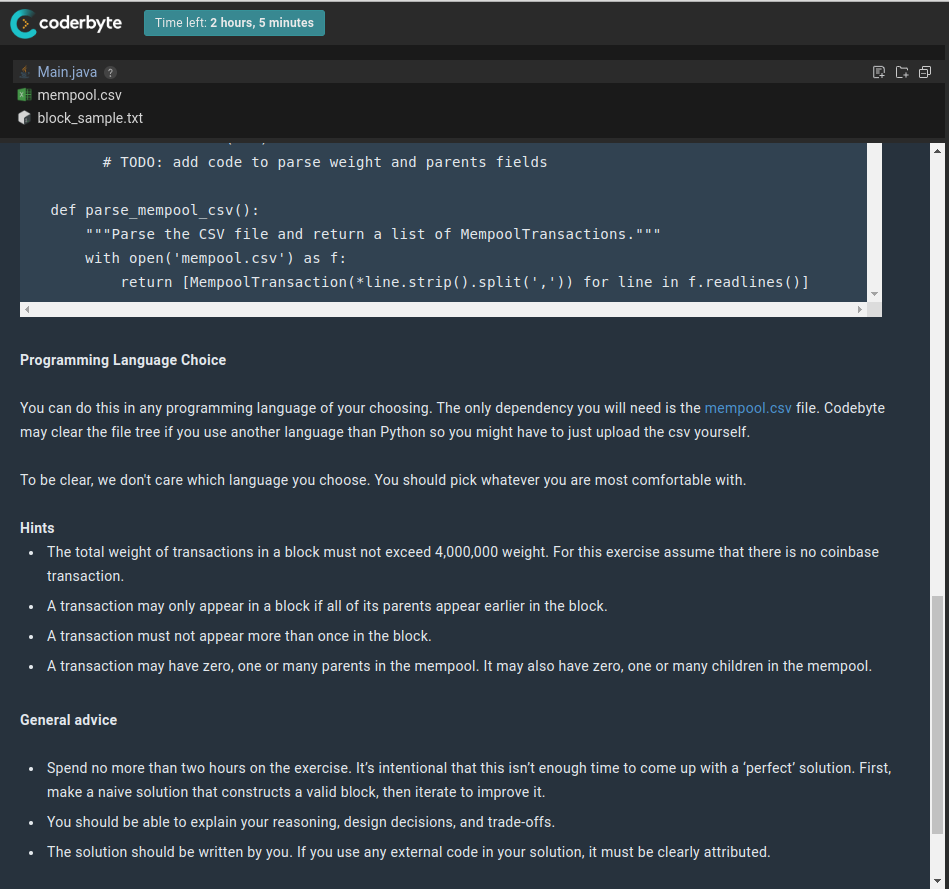 coderbyte
Time left: 2 hours, 5 minutes
Main.java ?
mempool.csv
block_sample.txt
# TODO: add code to parse weight and parents fields
def parse_mempool_csv():
"""Parse the CSV file and return a list of MempoolTransactions."""
with open('mempool.csv') as f:
return [MempoolTransaction(*line.strip().split(',')) for line in f.readlines()]
Programming Language Choice
You can do this in any programming language of your choosing. The only dependency you will need is the mempool.csv file. Codebyte
may clear the file tree if you use another language than Python so you might have to just upload the csv yourself.
To be clear, we don't care which language you choose. You should pick whatever you are most comfortable with.
Hints
• The total weight of transactions in a block must not exceed 4,000,000 weight. For this exercise assume that there is no coinbase
transaction.
• A transaction may only appear in a block if all of its parents appear earlier in the block.
• A transaction must not appear more than once in the block.
• A transaction may have zero, one or many parents in the mempool. It may also have zero, one or many children in the mempool.
General advice
• Spend no more than two hours on the exercise. It’s intentional that this isn’t enough time to come up with a ‘perfect’ solution. First,
make a naive solution that constructs a valid block, then iterate to improve it.
• You should be able to explain your reasoning, design decisions, and trade-offs.
• The solution should be written by you. If you use any external code in your solution, it must be clearly attributed.